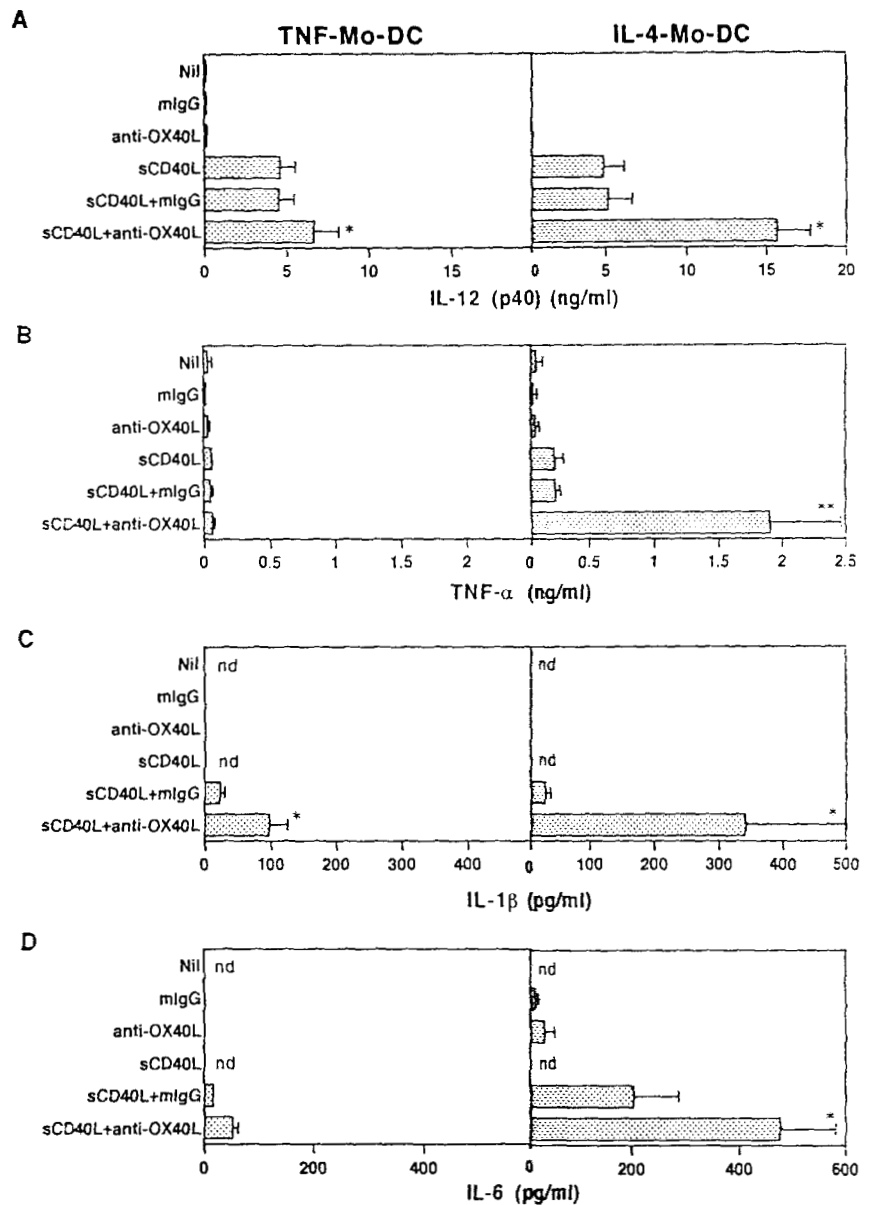 A
TNF-Mo-DC IL-4-Mo-DC
Nil
mIgG
anti-OX40L
sCD40L
sCD40L+mIgG
sCD40L+anti-OX40L * *
0 5 10 15 0 5 10 15 20
IL-12 (p40) (ng/ml)
B
Nil
mIgG
anti-OX40L
sCD40L
sCD40L+mIgG
sCD40L+anti-OX40L **
0 0.5 1 1.5 2 0 0.5 1 1.5 2 2.5
TNF-α (ng/ml)
C
Nil nd nd
mIgG
anti-OX40L
sCD40L nd nd
sCD40L+mIgG
sCD40L+anti-OX40L * *
0 100 200 300 400 0 100 200 300 400 500
IL-1β (pg/ml)
D
Nil nd nd
mIgG
anti-OX40L
sCD40L nd nd
sCD40L+mIgG
sCD40L+anti-OX40L *
0 200 400 0 200 400 600
IL-6 (pg/ml)